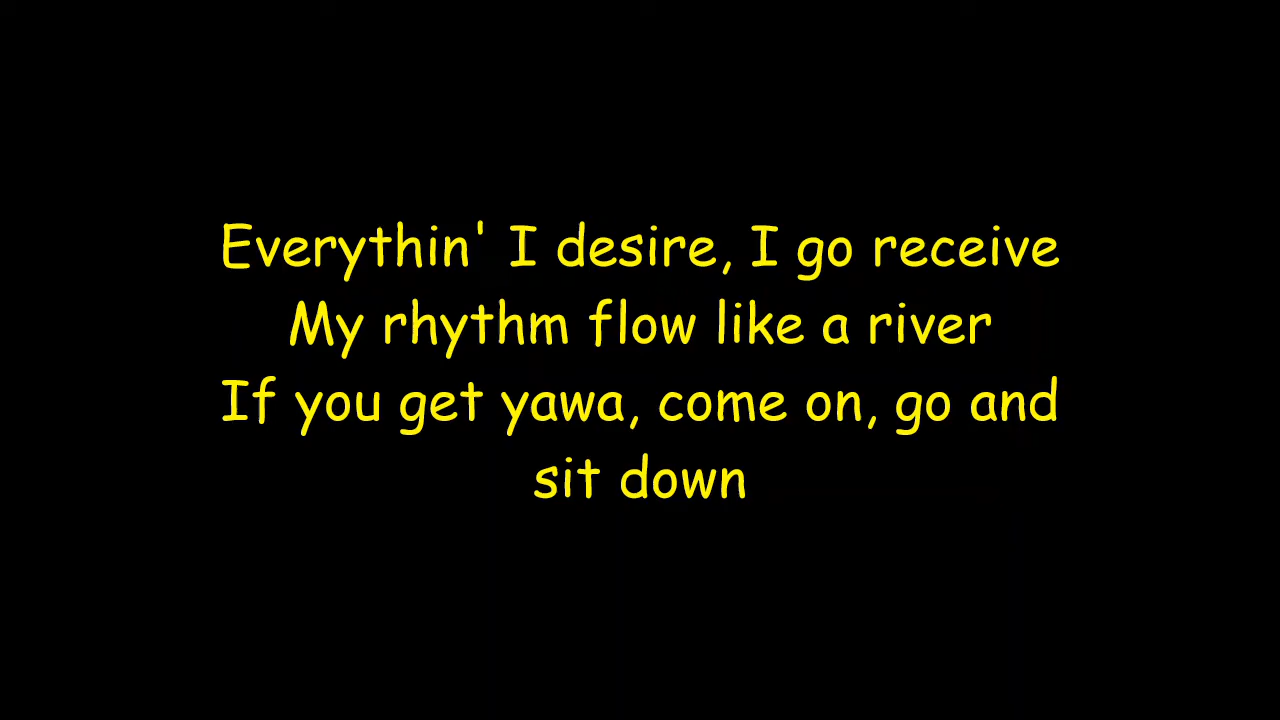 Everythin' I desire, I go receive
My rhythm flow like a river
If you get yawa, come on, go and
sit down